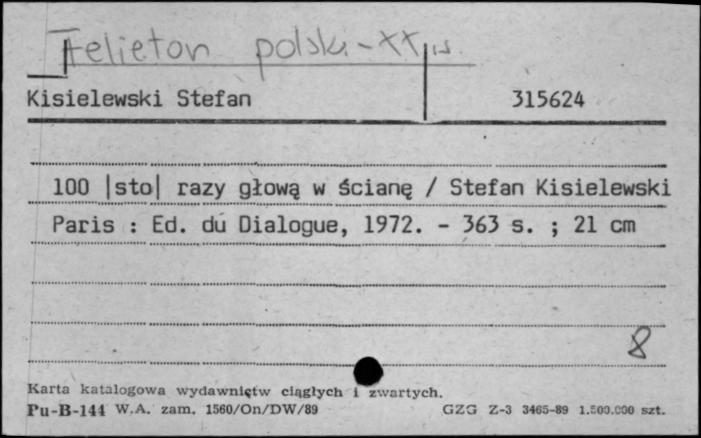 Felieton polski - XX w.
Kisielewski Stefan 315624
100 |sto| razy głową w ścianę / Stefan Kisielewski
Paris : Ed. du Dialogue, 1972. - 363 s. ; 21 cm
8
Karta katalogowa wydawnictw ciągłych i zwartych.
Pu-B-144 W.A. zam. 1560/On/DW/89 GZG Z-3 3465-89 1.500.000 szt.